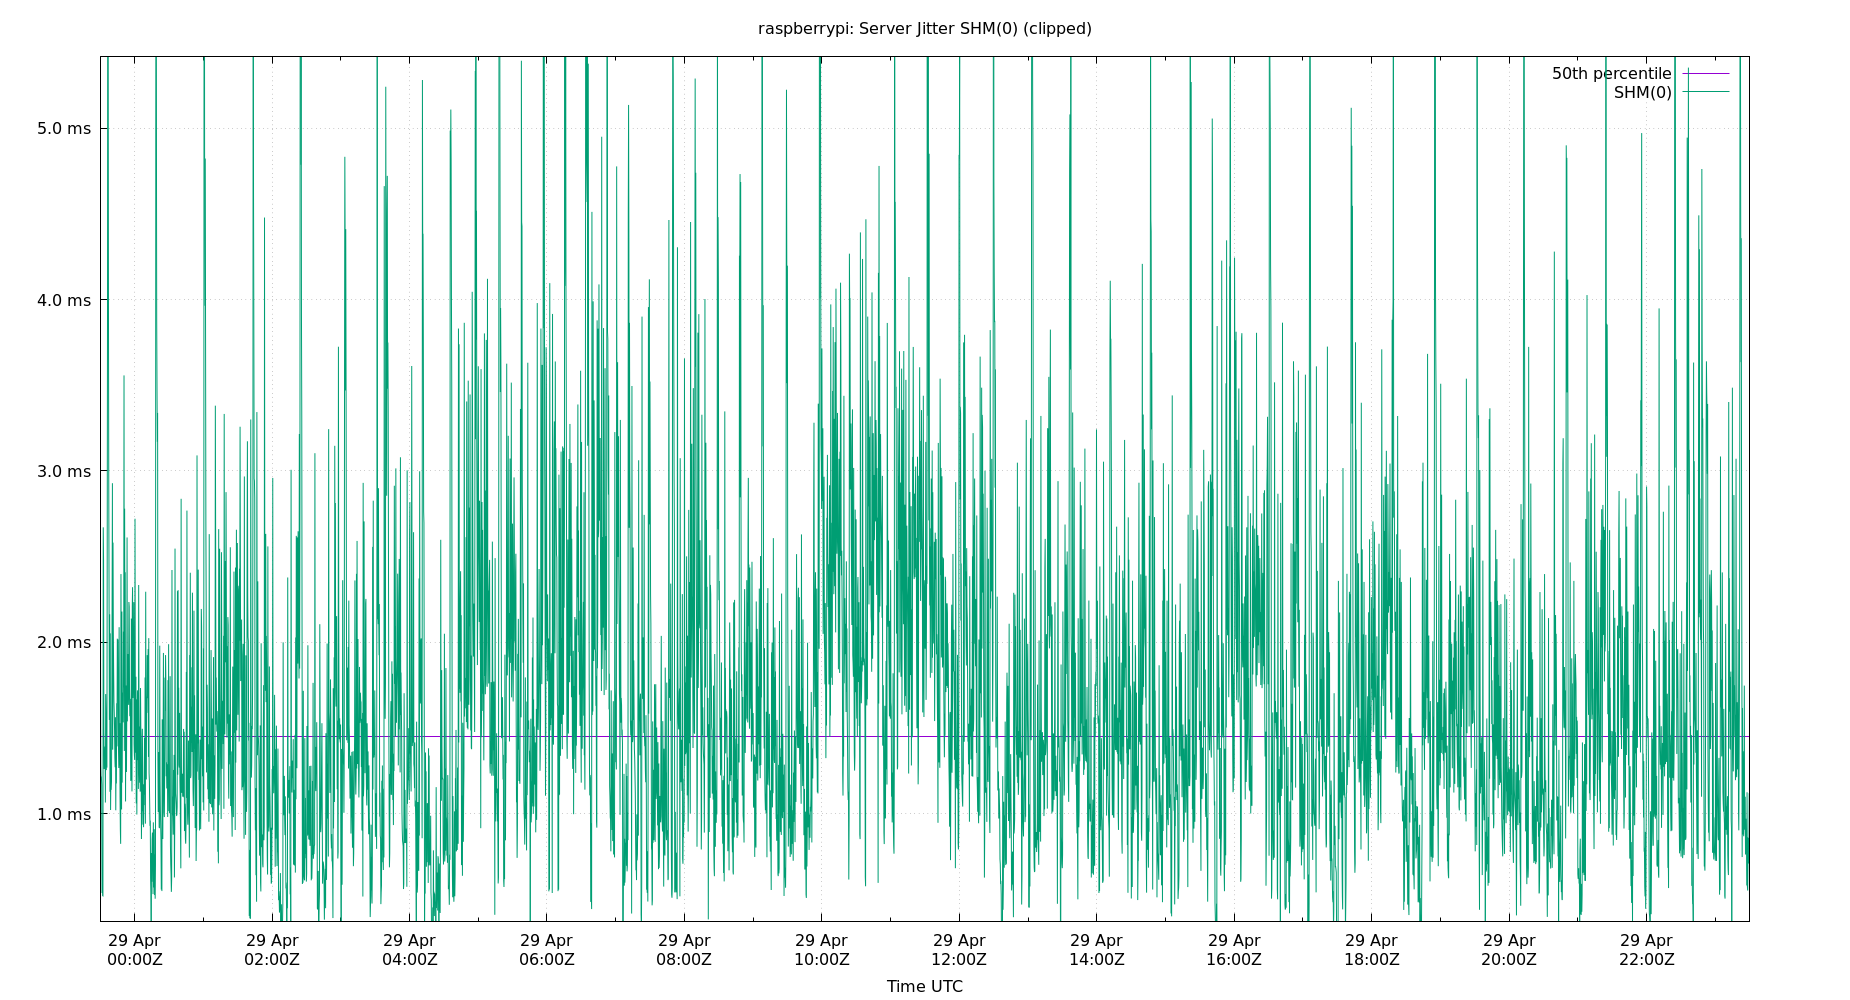 raspberrypi: Server Jitter SHM(0) (clipped)
50th percentile
SHM(0)
5.0 ms
4.0 ms
3.0 ms
2.0 ms
1.0 ms
29 Apr 29 Apr 29 Apr 29 Apr 29 Apr 29 Apr 29 Apr 29 Apr 29 Apr 29 Apr 29 Apr 29 Apr
00:00Z 02:00Z 04:00Z 06:00Z 08:00Z 10:00Z 12:00Z 14:00Z 16:00Z 18:00Z 20:00Z 22:00Z
Time UTC